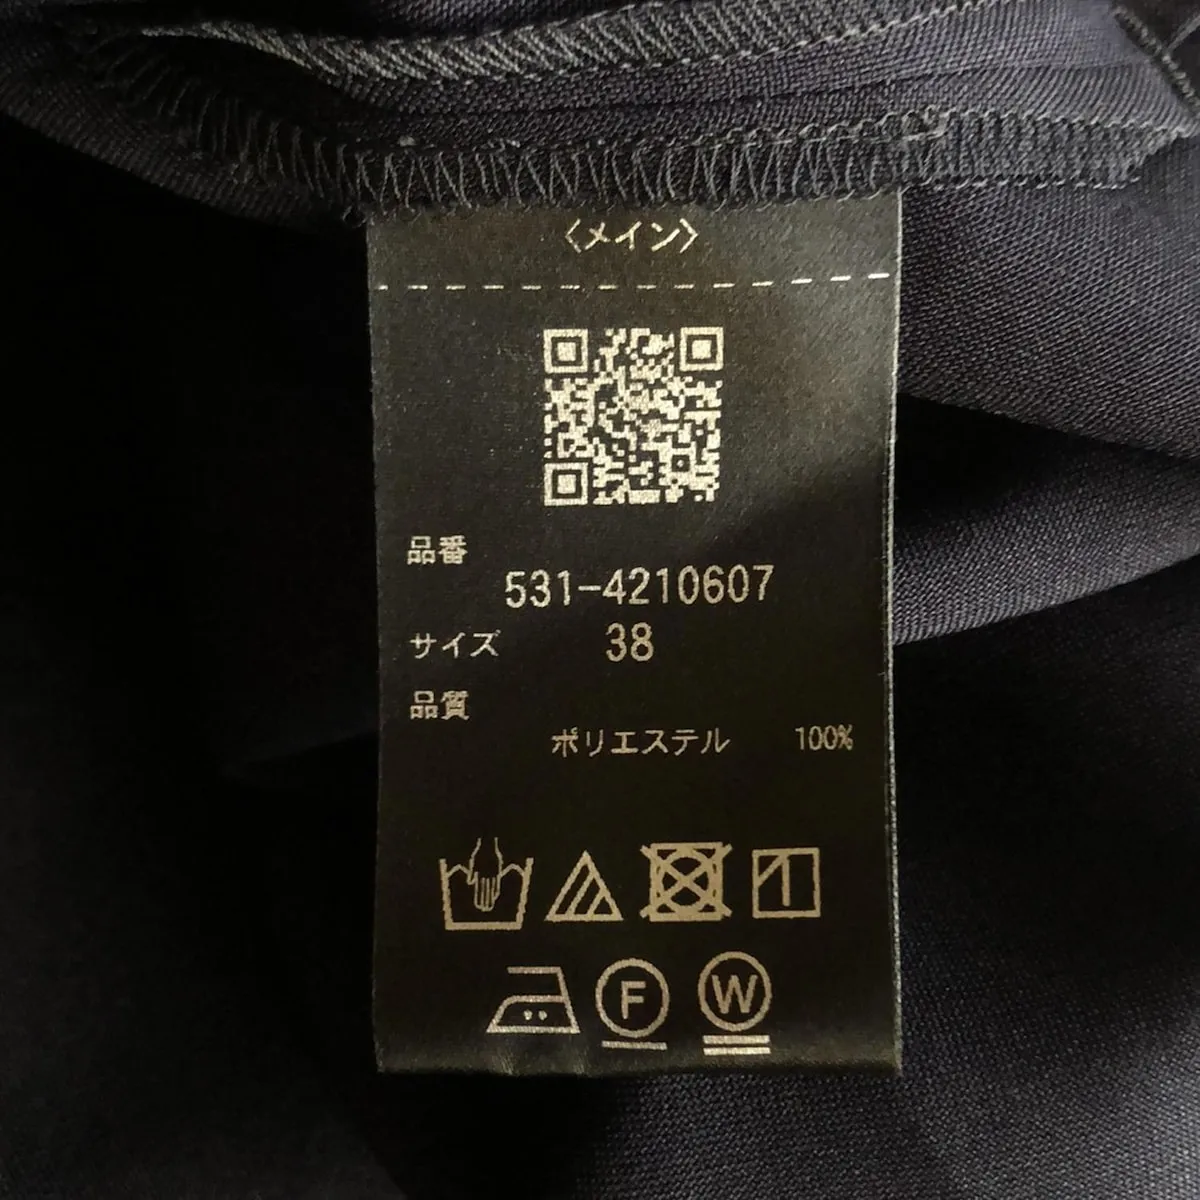 〈メイン〉
品番
531-4210607
サイズ 38
品質
ポリエステル 100%
F W